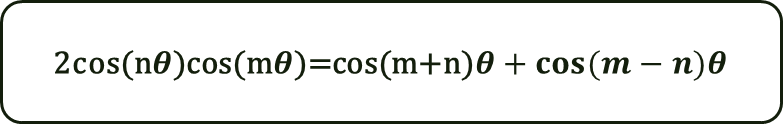 2cos(nθ)cos(mθ)=cos(m+n)θ + cos(m − n)θ